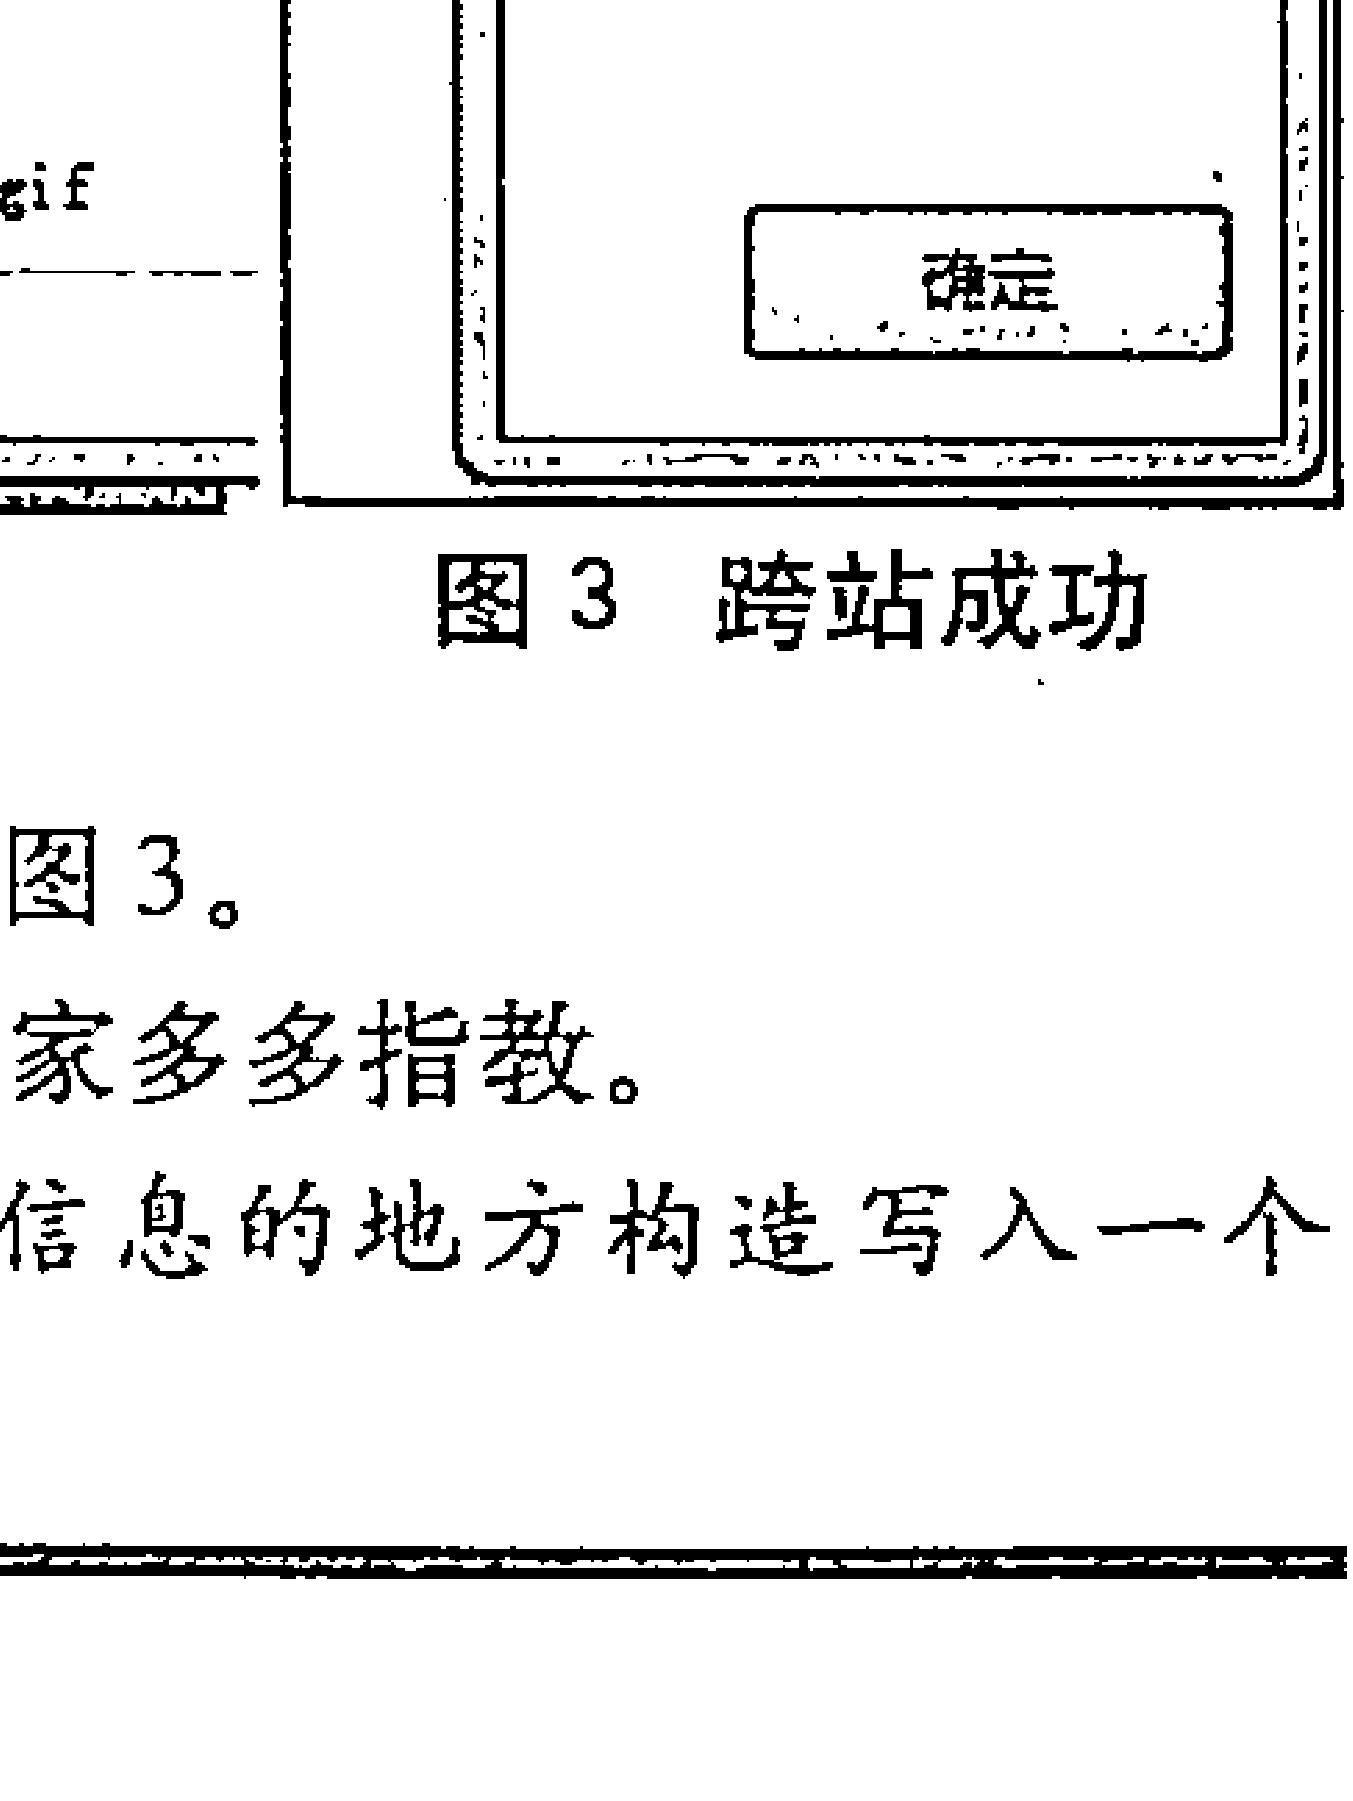 gif
确定
图 3 跨站成功
图 3。
家多多指教。
信息的地方构造写入一个